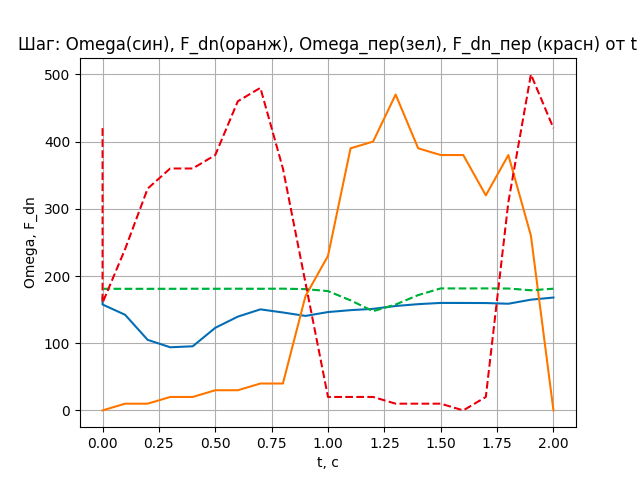 Шаг: Omega(син), F_dn(оранж), Omega_пер(зел), F_dn_пер (красн) от t
500
400
300
200
100
0
Omega, F_dn
0.00 0.25 0.50 0.75 1.00 1.25 1.50 1.75 2.00
t, c